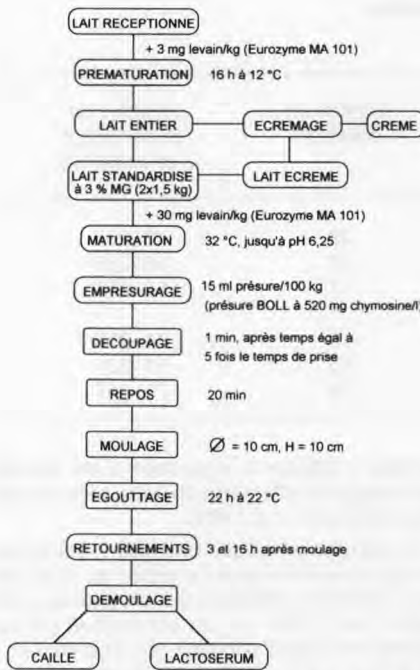 LAIT RECEPTIONNE
+ 3 mg levain/kg (Eurozyme MA 101)
PREMATURATION 16 h à 12 °C
LAIT ENTIER ECREMAGE CREME
LAIT STANDARDISE
à 3 % MG (2x1,5 kg) LAIT ECREME
+ 30 mg levain/kg (Eurozyme MA 101)
MATURATION 32 °C, jusqu'à pH 6,25
EMPRESURAGE 15 ml présure/100 kg
(présure BOLL à 520 mg chymosine/l)
DECOUPAGE 1 min, après temps égal à
5 fois le temps de prise
REPOS 20 min
MOULAGE Ø = 10 cm, H = 10 cm
EGOUTTAGE 22 h à 22 °C
RETOURNEMENTS 3 et 16 h après moulage
DEMOULAGE
CAILLE LACTOSERUM